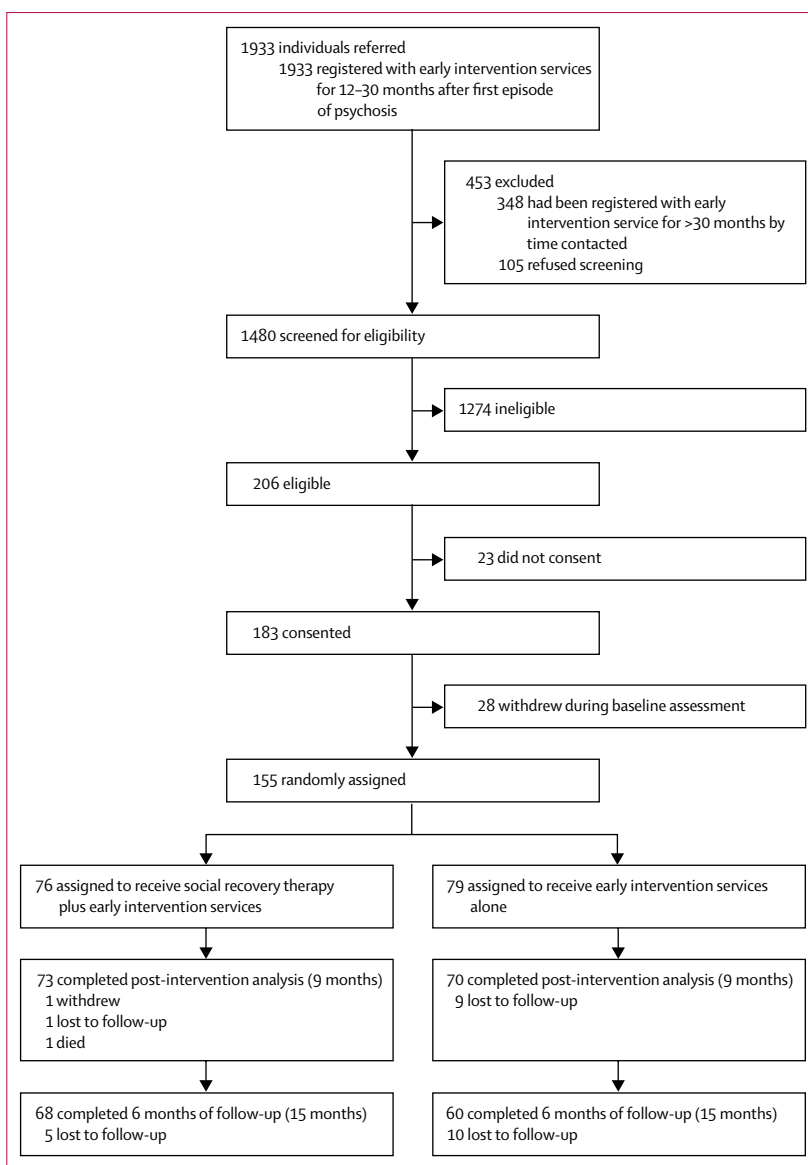 1933 individuals referred
1933 registered with early intervention services
for 12–30 months after first episode
of psychosis
453 excluded
348 had been registered with early
intervention service for >30 months by
time contacted
105 refused screening
1480 screened for eligibility
1274 ineligible
206 eligible
23 did not consent
183 consented
28 withdrew during baseline assessment
155 randomly assigned
76 assigned to receive social recovery therapy
plus early intervention services
79 assigned to receive early intervention services
alone
73 completed post-intervention analysis (9 months)
1 withdrew
1 lost to follow-up
1 died
70 completed post-intervention analysis (9 months)
9 lost to follow-up
68 completed 6 months of follow-up (15 months)
5 lost to follow-up
60 completed 6 months of follow-up (15 months)
10 lost to follow-up